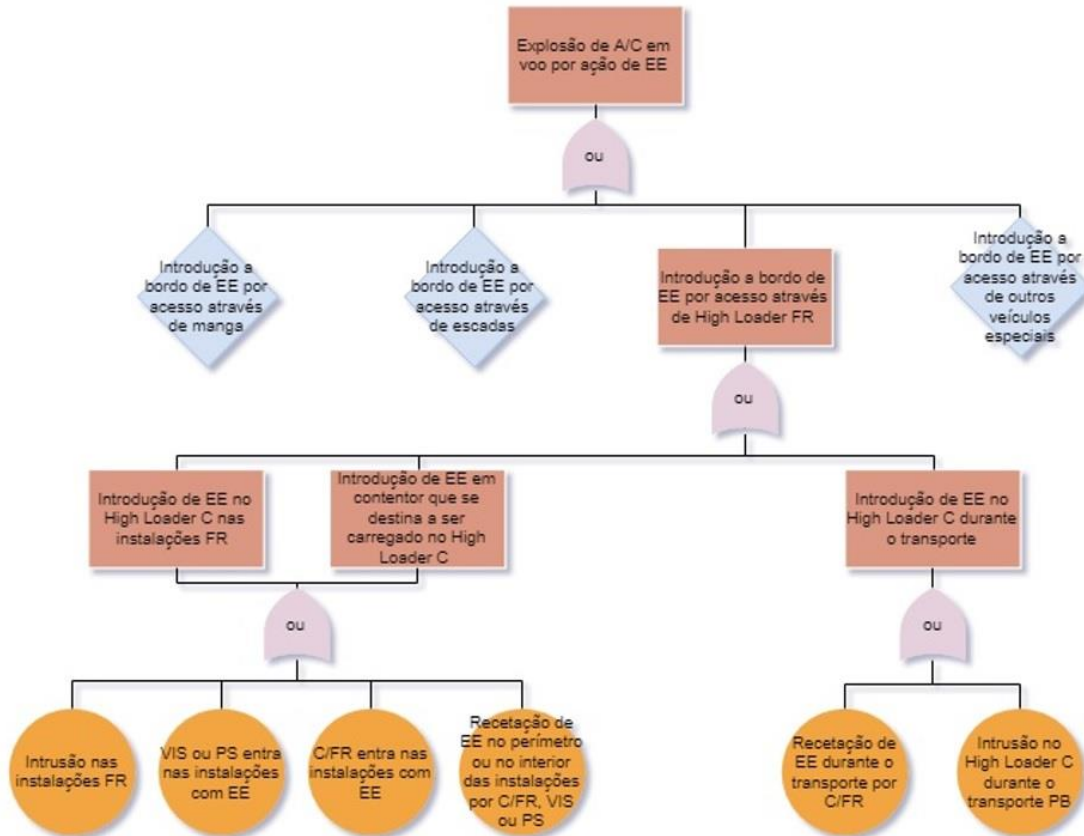 Explosão de A/C em
voo por ação de EE
ou
Introdução a
bordo de EE por
acesso através
de manga
Introdução a
bordo de EE por
acesso através
de escadas
Introdução a bordo de
EE por acesso através
de High Loader FR
Introdução a
bordo de EE por
acesso através
de outros
veículos
especiais
ou
Introdução de EE no
High Loader C nas
instalações FR
Introdução de EE em
contentor que se
destina a ser
carregado no High
Loader C
Introdução de EE no
High Loader C durante
o transporte
ou
ou
Intrusão nas
instalações FR
VIS ou PS entra
nas instalações
com EE
C/FR entra nas
instalações com
EE
Recetação de
EE no perímetro
ou no interior
das instalações
por C/FR, VIS
ou PS
Recetação de
EE durante o
transporte por
C/FR
Intrusão no
High Loader C
durante o
transporte PB